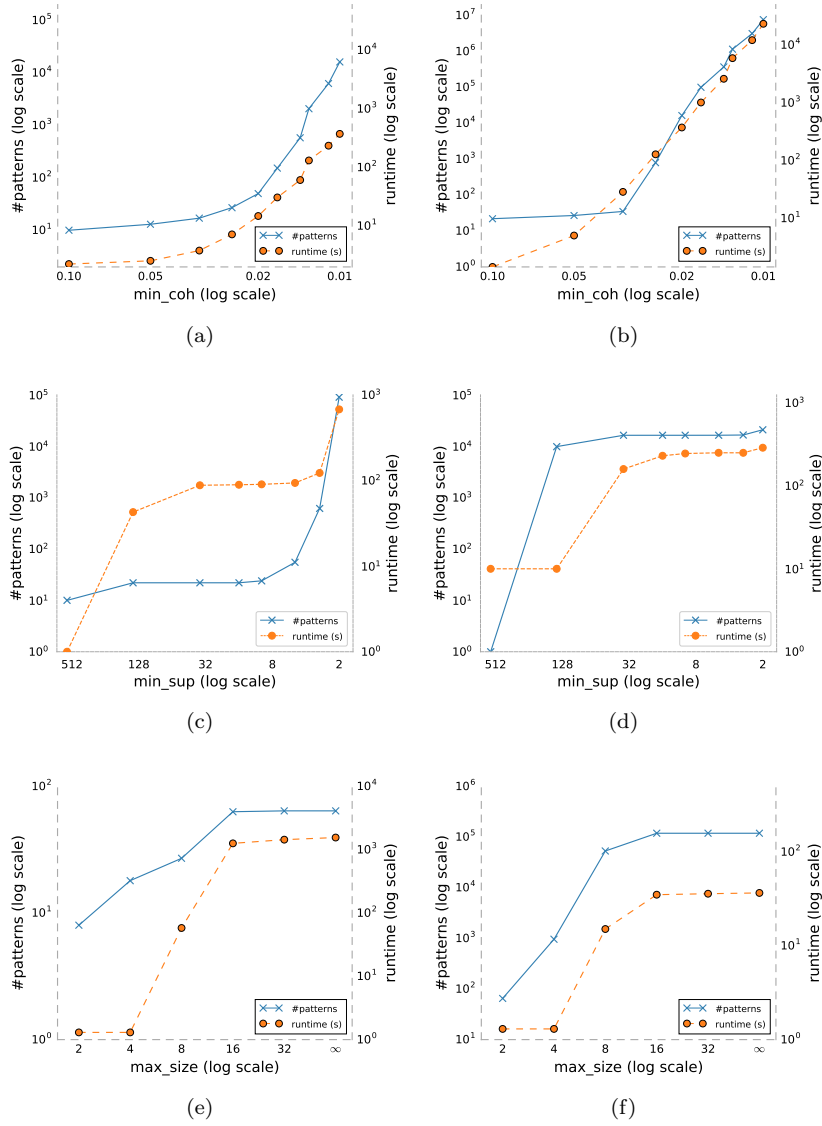 #patterns (log scale)
10^5
10^4
10^3
10^2
10^1
10^4
10^3
10^2
10^1
runtime (log scale)
#patterns
runtime (s)
0.10 0.05 0.02 0.01
min_coh (log scale)
(a)
#patterns (log scale)
10^7
10^6
10^5
10^4
10^3
10^2
10^1
10^0
10^4
10^3
10^2
10^1
runtime (log scale)
#patterns
runtime (s)
0.10 0.05 0.02 0.01
min_coh (log scale)
(b)
#patterns (log scale)
10^5
10^4
10^3
10^2
10^1
10^0
10^3
10^2
10^1
10^0
runtime (log scale)
#patterns
runtime (s)
512 128 32 8 2
min_sup (log scale)
(c)
#patterns (log scale)
10^5
10^4
10^3
10^2
10^1
10^0
10^3
10^2
10^1
10^0
runtime (log scale)
#patterns
runtime (s)
512 128 32 8 2
min_sup (log scale)
(d)
#patterns (log scale)
10^2
10^1
10^0
10^4
10^3
10^2
10^1
10^0
runtime (log scale)
#patterns
runtime (s)
2 4 8 16 32 ∞
max_size (log scale)
(e)
#patterns (log scale)
10^6
10^5
10^4
10^3
10^2
10^1
10^2
10^1
10^0
runtime (log scale)
#patterns
runtime (s)
2 4 8 16 32 ∞
max_size (log scale)
(f)